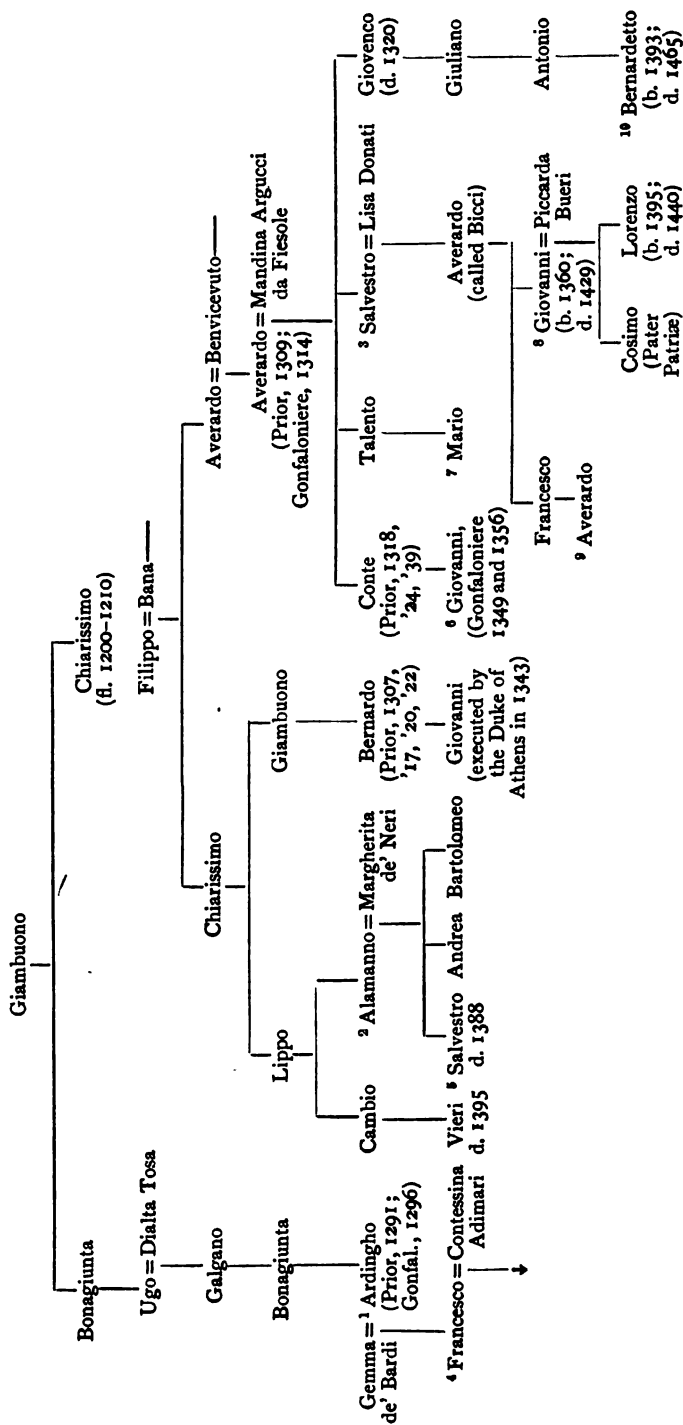 Giambuono
Bonagiunta
Chiarissimo
(fl. 1200–1210)
Ugo = Dialta Tosa
Filippo = Bana
Galgano
Chiarissimo
Averardo = Benvicevuto
Bonagiunta
Lippo
Giambuono
Averardo = Mandina Argucci
(Prior, 1309; da Fiesole
Gonfaloniere, 1314)
Gemma = ¹ Ardingho
de' Bardi (Prior, 1291;
Gonfal., 1296)
Cambio
² Alamanno = Margherita
de' Neri
Bernardo
(Prior, 1307,
'17, '20, '22)
Conte
(Prior, 1318,
'24, '39)
Talento
³ Salvestro = Lisa Donati
Giovenco
(d. 1320)
⁴ Francesco = Contessina
Adimari
Vieri
d. 1395
⁵ Salvestro
d. 1388
Andrea
Bartolomeo
Giovanni
(executed by
the Duke of
Athens in 1343)
⁶ Giovanni,
(Gonfaloniere
1349 and 1356)
⁷ Mario
Averardo
(called Bicci)
Giuliano
Francesco
⁸ Giovanni = Piccarda
(b. 1360; Bueri
d. 1429)
Antonio
⁹ Averardo
Cosimo
(Pater
Patriæ)
Lorenzo
(b. 1395;
d. 1440)
¹⁰ Bernardetto
(b. 1393;
d. 1465)